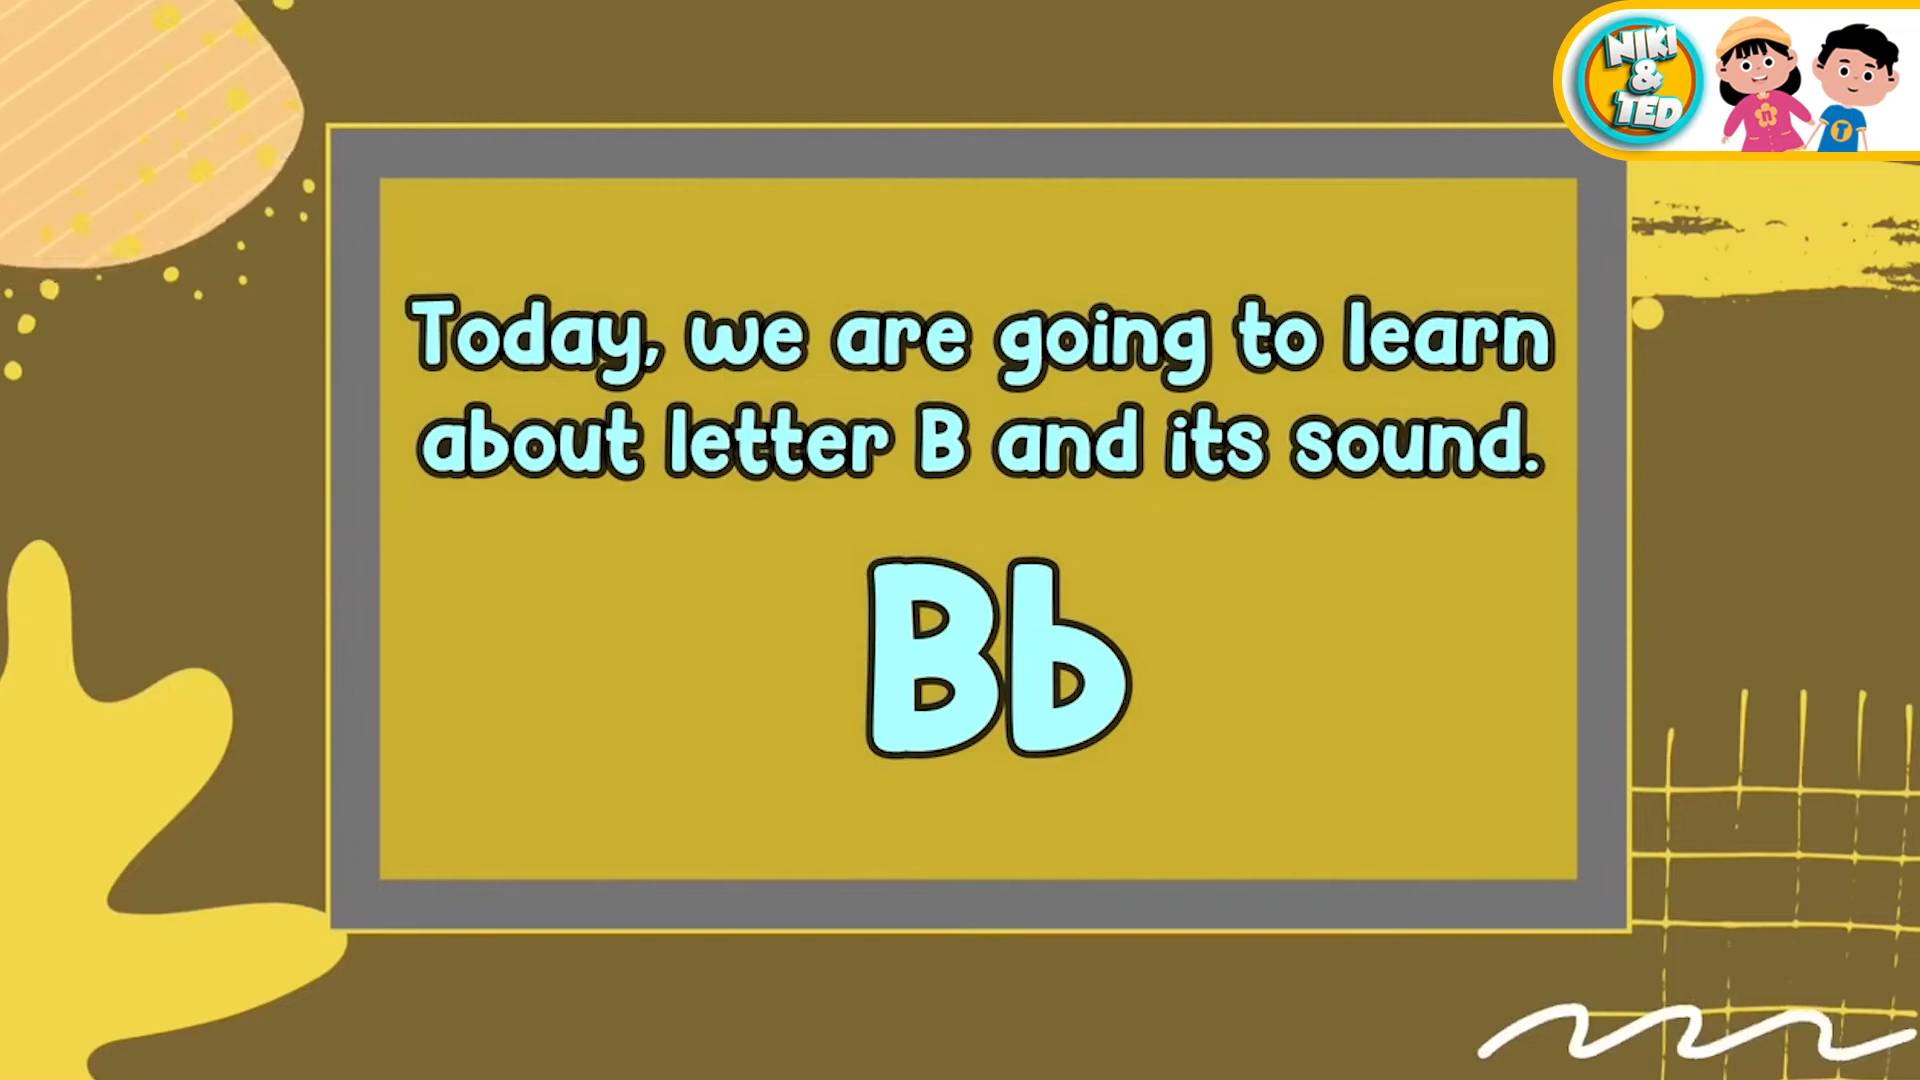 NIKI
&
TED
Today, we are going to learn
about letter B and its sound.
Bb